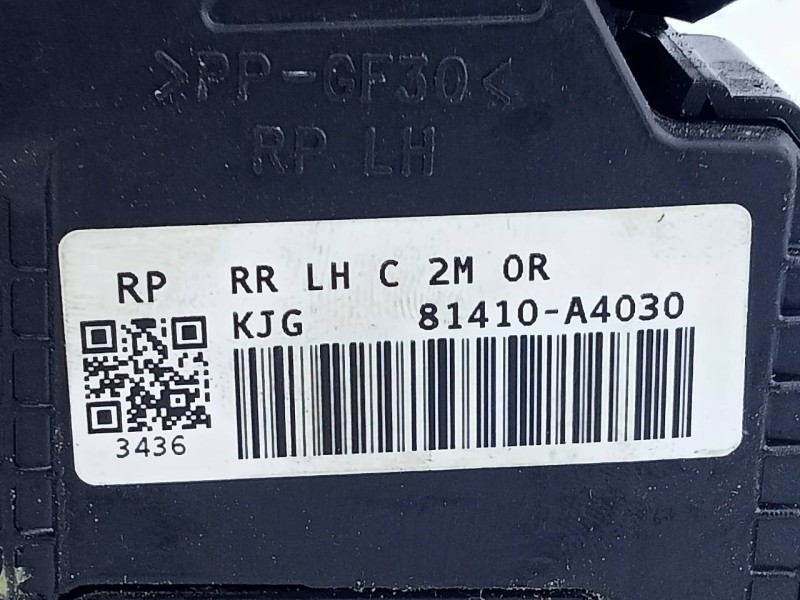 >PP-GF30<
RP LH
RP RR LH C 2M OR
KJG 81410-A4030
3436